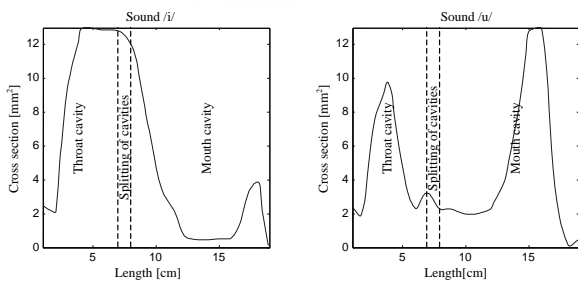 Sound /i/
Cross section [mm²]
12
10
8
6
4
2
0
Throat cavity
Splitting of cavities
Mouth cavity
5
10
15
Length [cm]
Sound /u/
Cross section [mm²]
12
10
8
6
4
2
0
Throat cavity
Splitting of cavities
Mouth cavity
5
10
15
Length[cm]